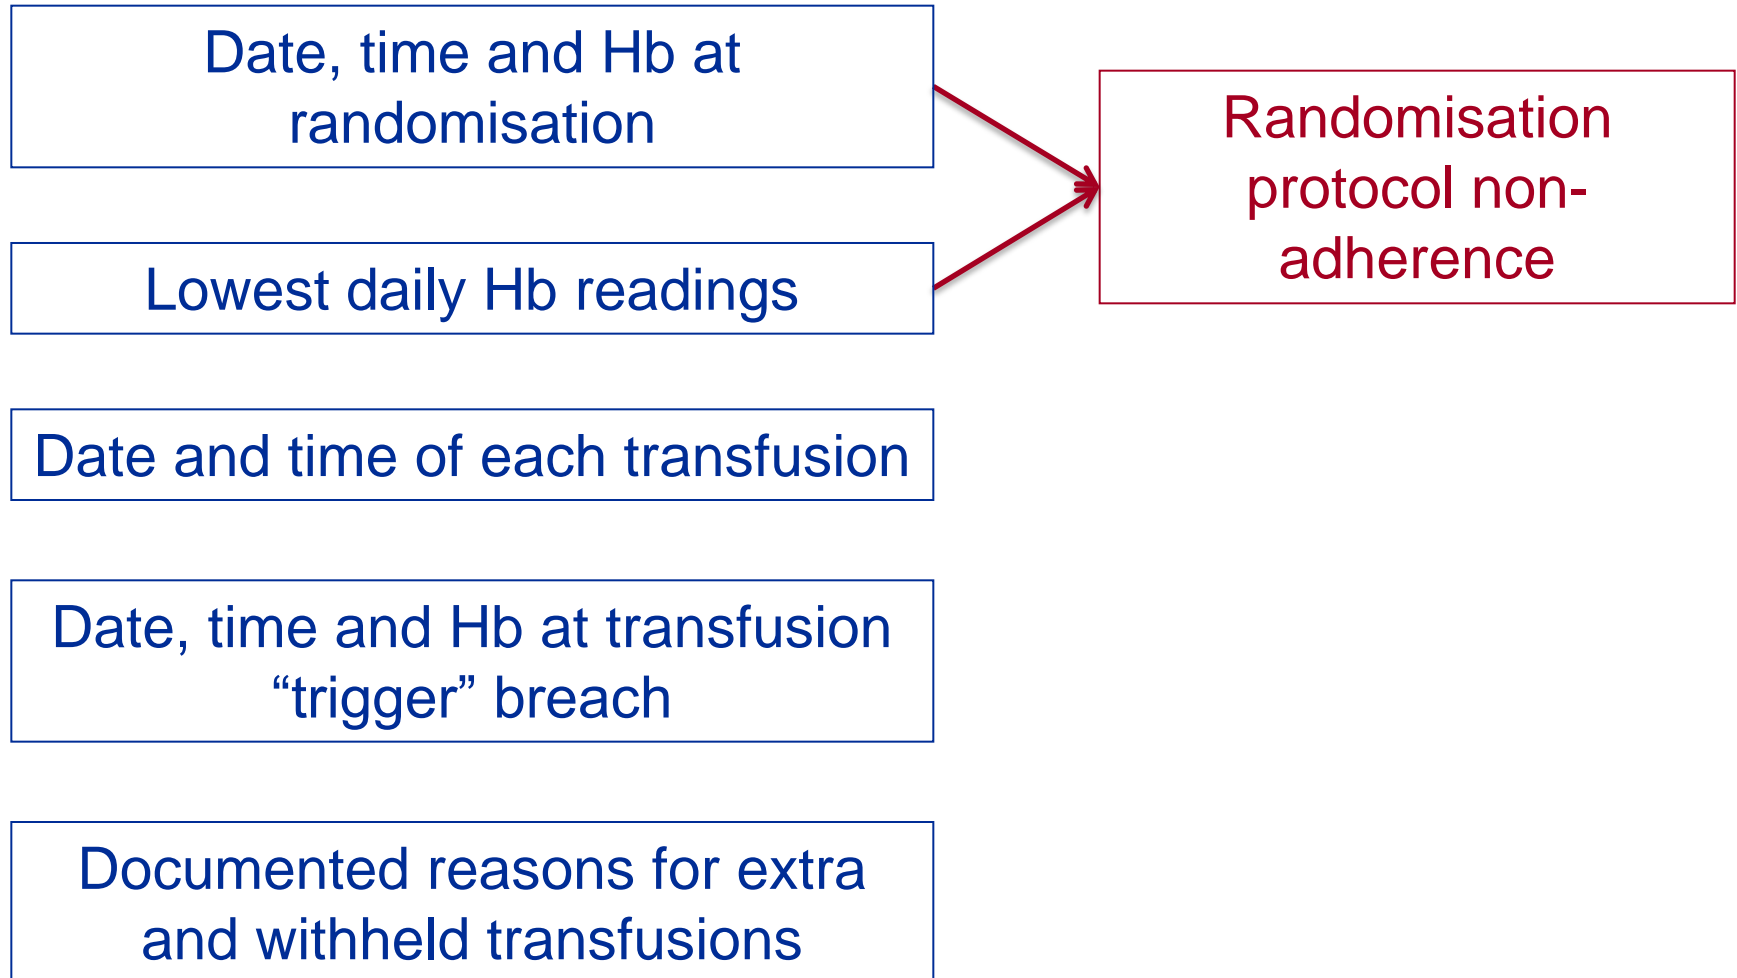 Date, time and Hb at
randomisation
Randomisation
protocol non-
adherence
Lowest daily Hb readings
Date and time of each transfusion
Date, time and Hb at transfusion
“trigger” breach
Documented reasons for extra
and withheld transfusions